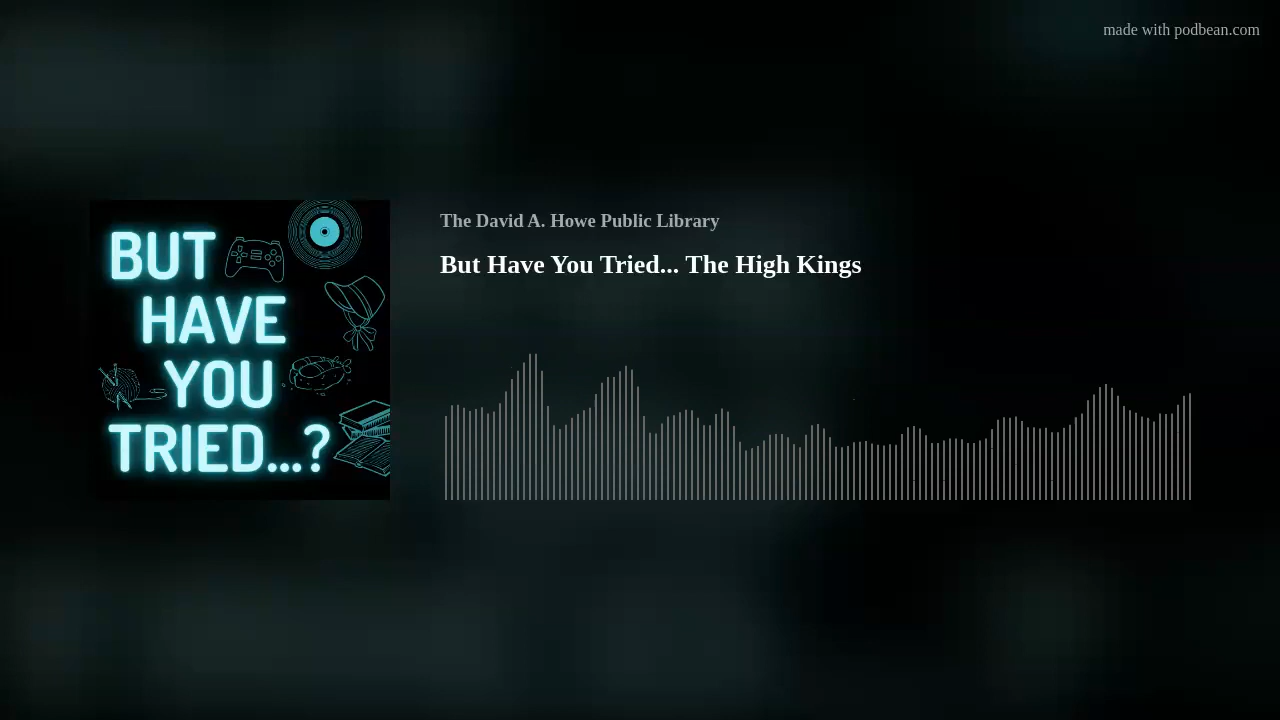 made with podbean.com
BUT
HAVE
YOU
TRIED...?
The David A. Howe Public Library
But Have You Tried... The High Kings